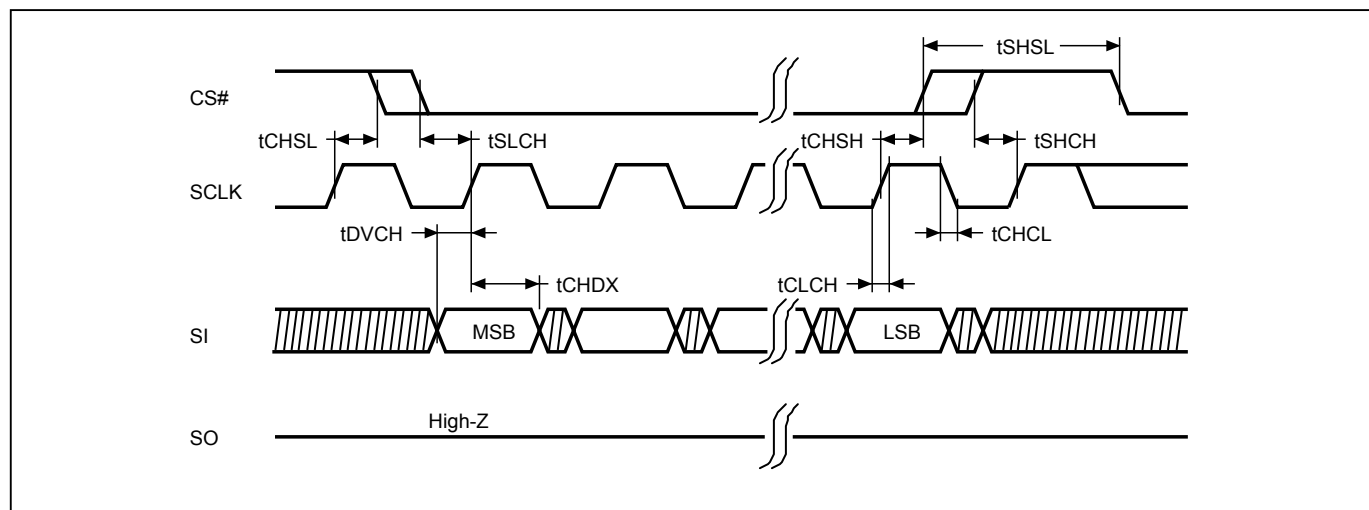 tSHSL
CS#
tCHSL
tSLCH
tCHSH
tSHCH
SCLK
tDVCH
tCHCL
tCHDX
tCLCH
SI
MSB
LSB
High-Z
SO